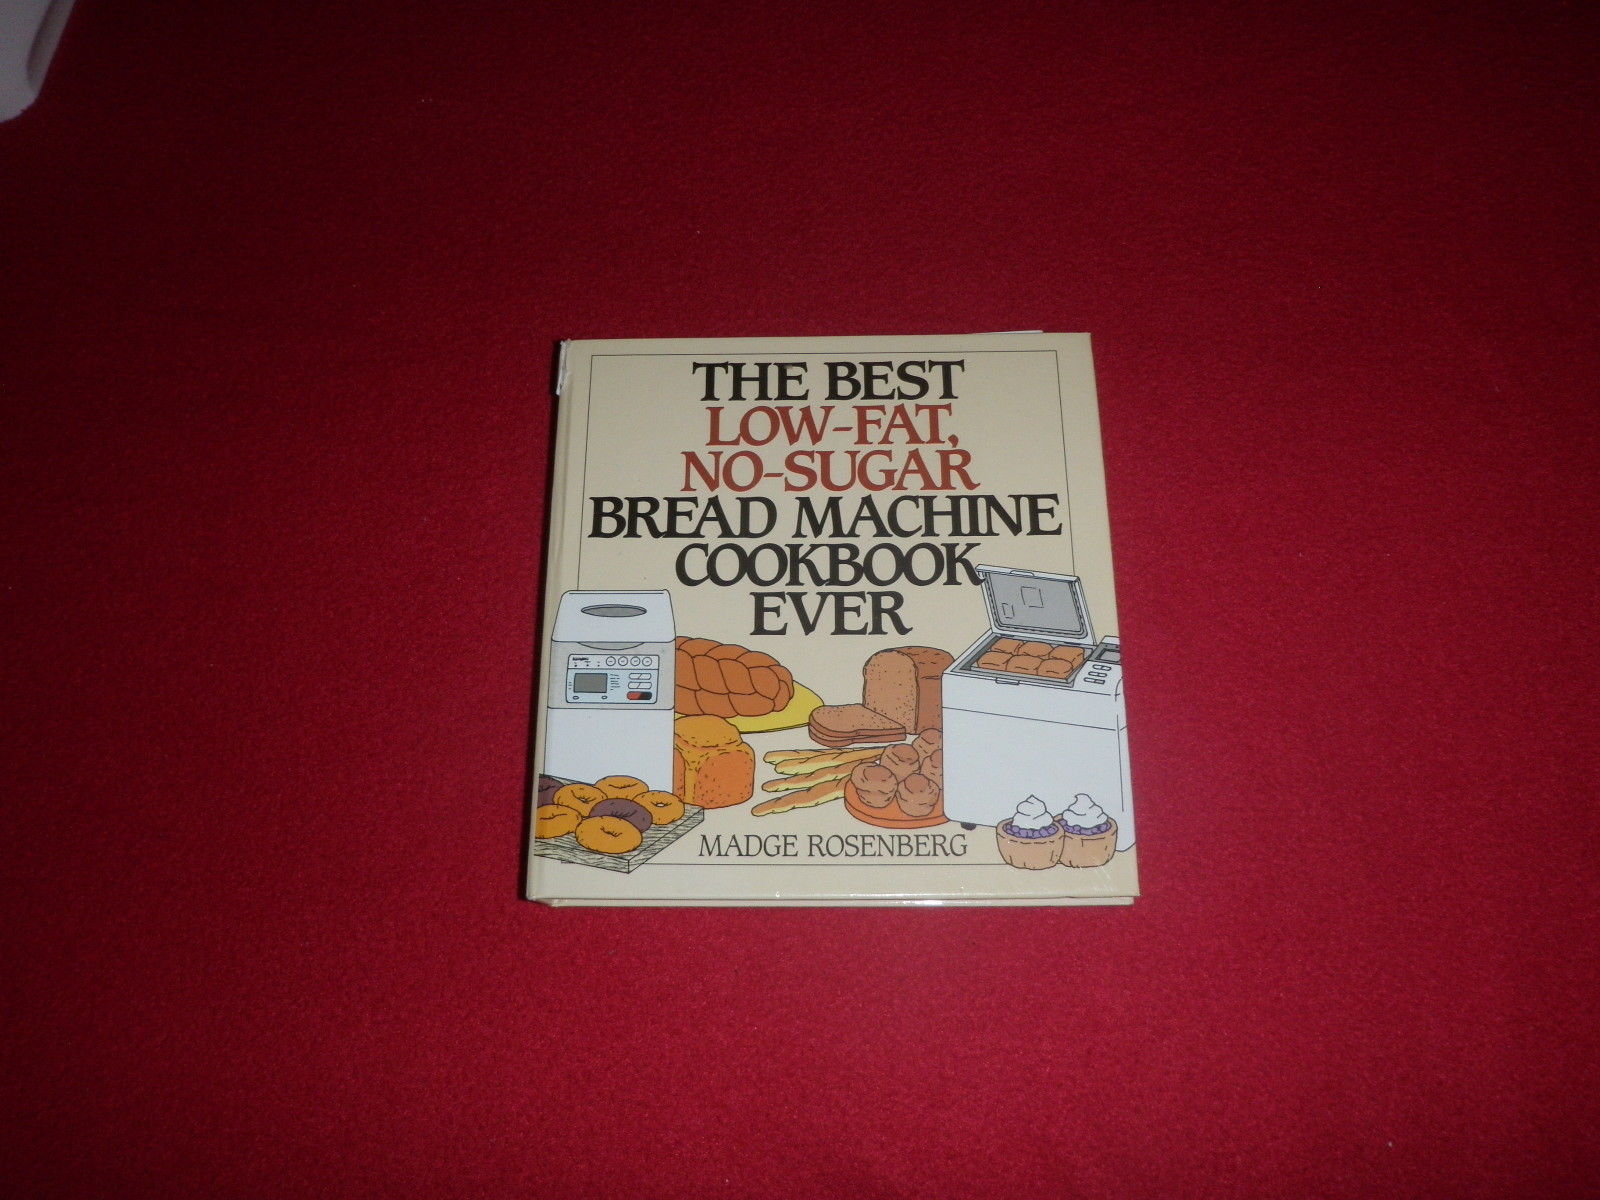 THE BEST
LOW-FAT,
NO-SUGAR
BREAD MACHINE
COOKBOOK
EVER
MADGE ROSENBERG